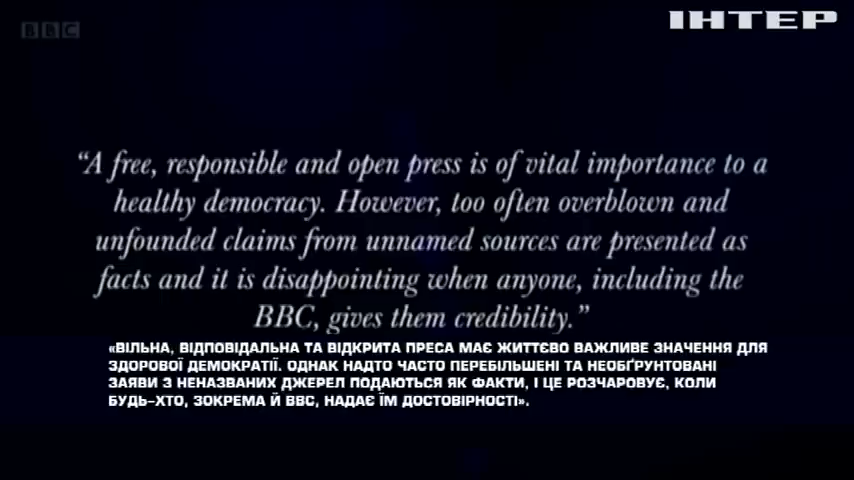 BBC
ІНТЕР
“A free, responsible and open press is of vital importance to a
healthy democracy. However, too often overblown and
unfounded claims from unnamed sources are presented as
facts and it is disappointing when anyone, including the
BBC, gives them credibility.”
«ВІЛЬНА, ВІДПОВІДАЛЬНА ТА ВІДКРИТА ПРЕСА МАЄ ЖИТТЄВО ВАЖЛИВЕ ЗНАЧЕННЯ ДЛЯ
ЗДОРОВОЇ ДЕМОКРАТІЇ. ОДНАК НАДТО ЧАСТО ПЕРЕБІЛЬШЕНІ ТА НЕОБҐРУНТОВАНІ
ЗАЯВИ З НЕНАЗВАНИХ ДЖЕРЕЛ ПОДАЮТЬСЯ ЯК ФАКТИ, І ЦЕ РОЗЧАРОВУЄ, КОЛИ
БУДЬ-ХТО, ЗОКРЕМА Й BBC, НАДАЄ ЇМ ДОСТОВІРНОСТІ».